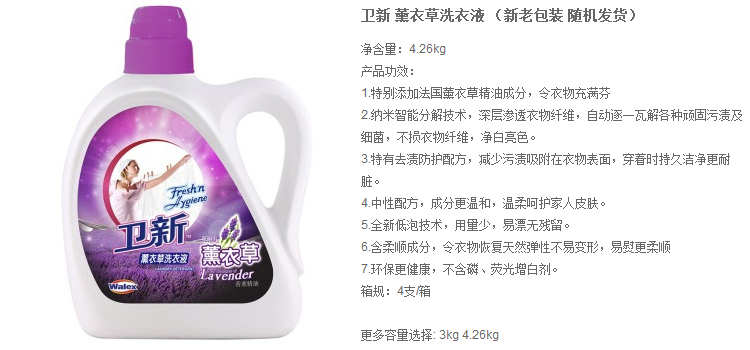 Fresh'n
Hygiene
卫新
薰衣草洗衣液
LAUNDRY DETERGENT
薰衣草
Lavender
香薰精油
Walex
卫新 薰衣草洗衣液 （新老包装 随机发货）
净含量：4.26kg
产品功效：
1.特别添加法国薰衣草精油成分，令衣物充满芬
2.纳米智能分解技术，深层渗透衣物纤维，自动逐一瓦解各种顽固污渍及
细菌，不损衣物纤维，净白亮色。
3.特有去渍防护配方，减少污渍吸附在衣物表面，穿着时持久洁净更耐
脏。
4.中性配方，成分更温和，温柔呵护家人皮肤。
5.全新低泡技术，用量少，易漂无残留。
6.含柔顺成分，令衣物恢复天然弹性不易变形，易熨更柔顺
7.环保更健康，不含磷、荧光增白剂。
箱规：4支/箱
更多容量选择: 3kg 4.26kg